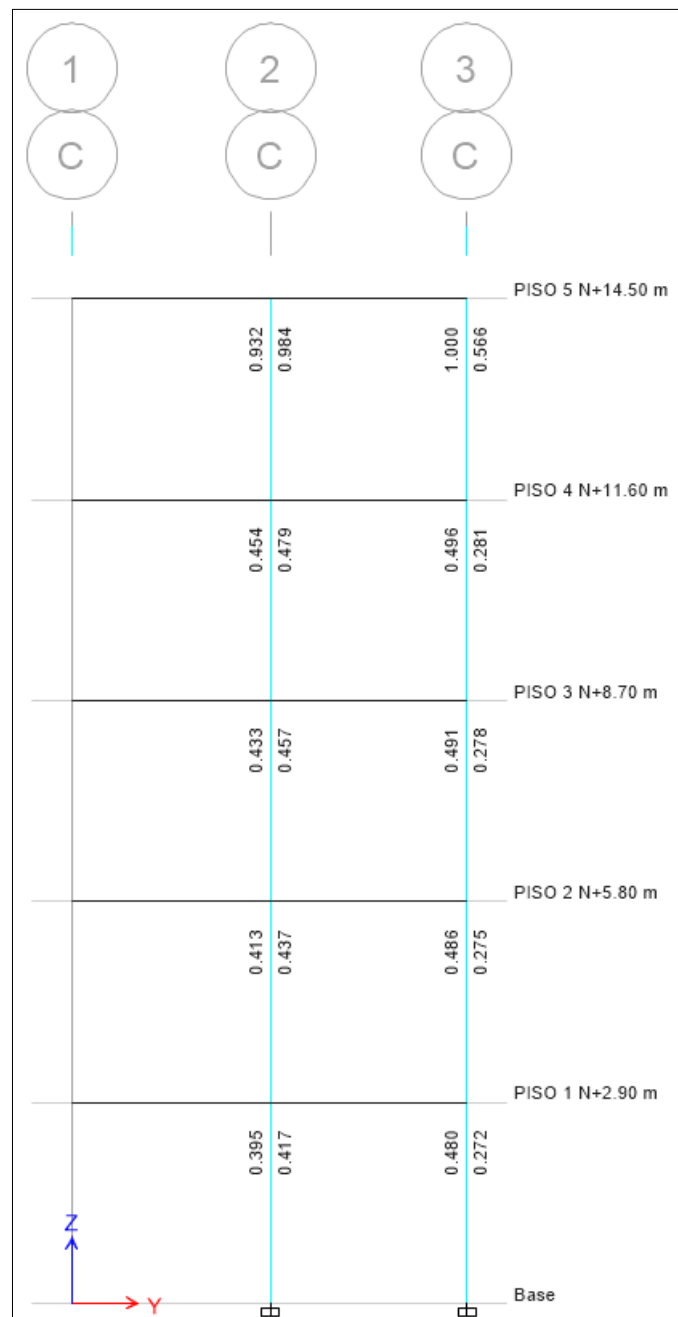 1 2 3
C C C
PISO 5 N+14.50 m
0.932 0.984 1.000 0.566
PISO 4 N+11.60 m
0.454 0.479 0.496 0.281
PISO 3 N+8.70 m
0.433 0.457 0.491 0.278
PISO 2 N+5.80 m
0.413 0.437 0.486 0.275
PISO 1 N+2.90 m
0.395 0.417 0.480 0.272
Z
Y
Base